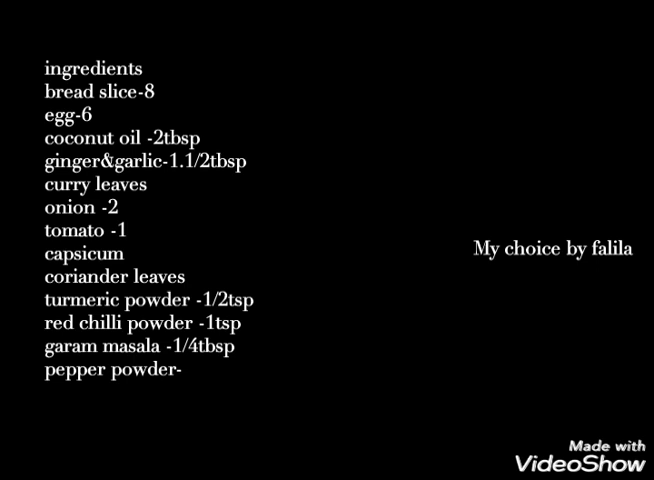 ingredients
bread slice-8
egg-6
coconut oil -2tbsp
ginger&garlic-1.1/2tbsp
curry leaves
onion -2
tomato -1
capsicum
coriander leaves
turmeric powder -1/2tsp
red chilli powder -1tsp
garam masala -1/4tbsp
pepper powder-
My choice by falila
Made with
VideoShow